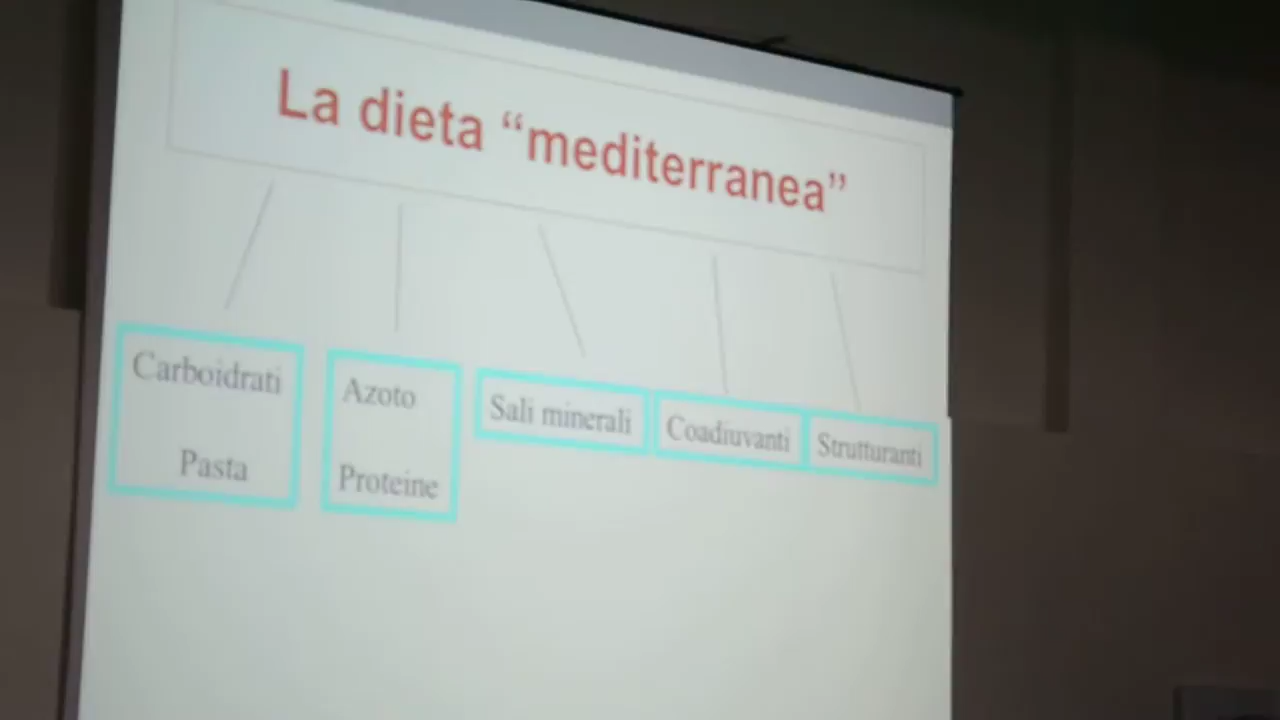 La dieta “mediterranea”
Carboidrati
Pasta
Azoto
Proteine
Sali minerali
Coadiuvanti
Strutturanti